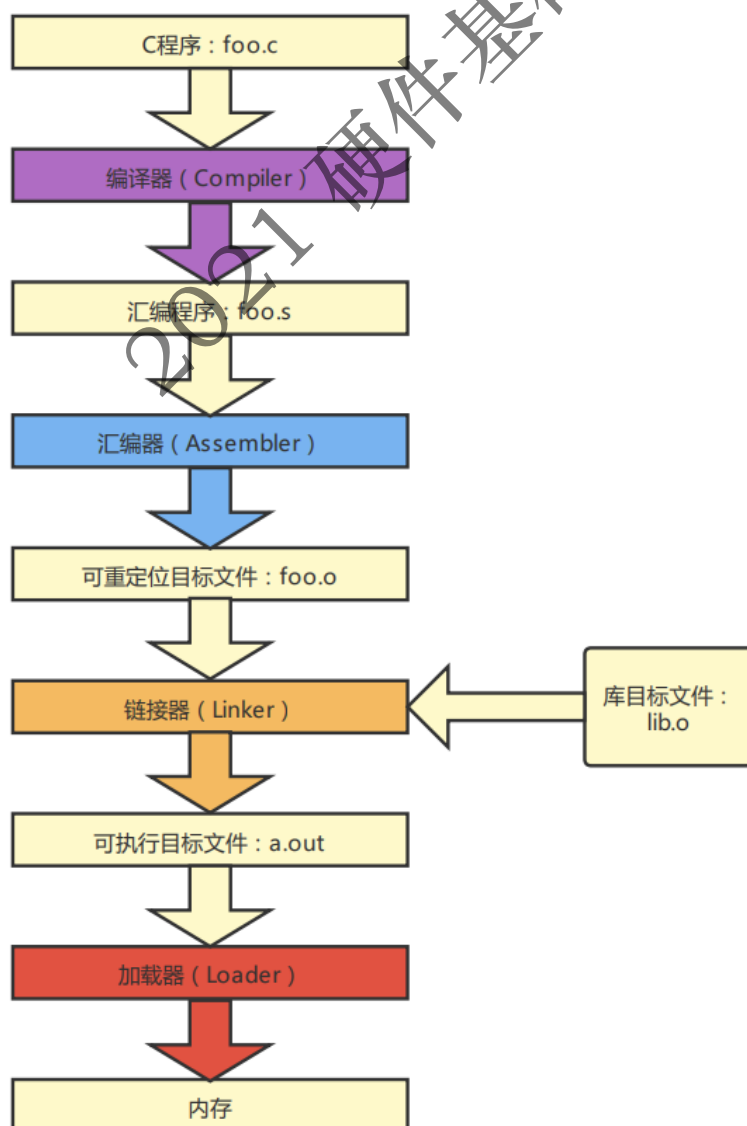 C程序：foo.c
编译器（Compiler）
汇编程序：foo.s
汇编器（Assembler）
可重定位目标文件：foo.o
链接器（Linker）
库目标文件：
lib.o
可执行目标文件：a.out
加载器（Loader）
内存
2021 硬件基